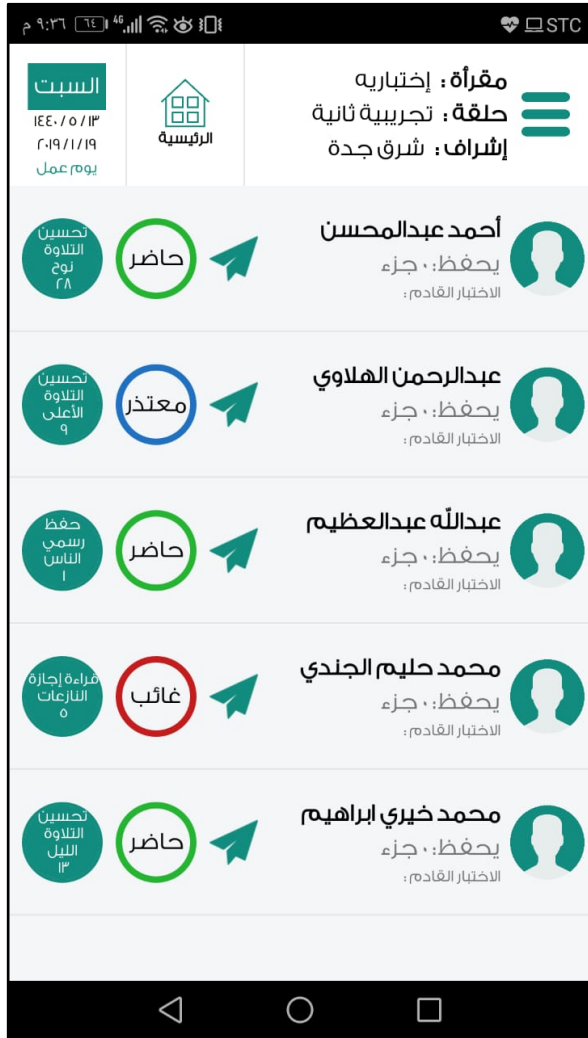 STC
٩:٣٦ م
٦٤
46
مقرأة: إختباريه
حلقة: تجريبية ثانية
إشراف: شرق جدة
الرئيسية
السبت
١٤٤٠/٥/١٣
٢٠١٩/١/١٩
يوم عمل
أحمد عبدالمحسن
يحفظ: ٠ جزء
الاختبار القادم:
حاضر
تحسين
التلاوة
نوح
٢٨
عبدالرحمن الهلاوي
يحفظ: ٠ جزء
الاختبار القادم:
معتذر
تحسين
التلاوة
الأعلى
٩
عبدالله عبدالعظيم
يحفظ: ٠ جزء
الاختبار القادم:
حاضر
حفظ
رسمي
الناس
١
محمد حليم الجندي
يحفظ: ٠ جزء
الاختبار القادم:
غائب
قراءة إجازة
النازعات
٥
محمد خيري ابراهيم
يحفظ: ٠ جزء
الاختبار القادم:
حاضر
تحسين
التلاوة
الليل
١٣